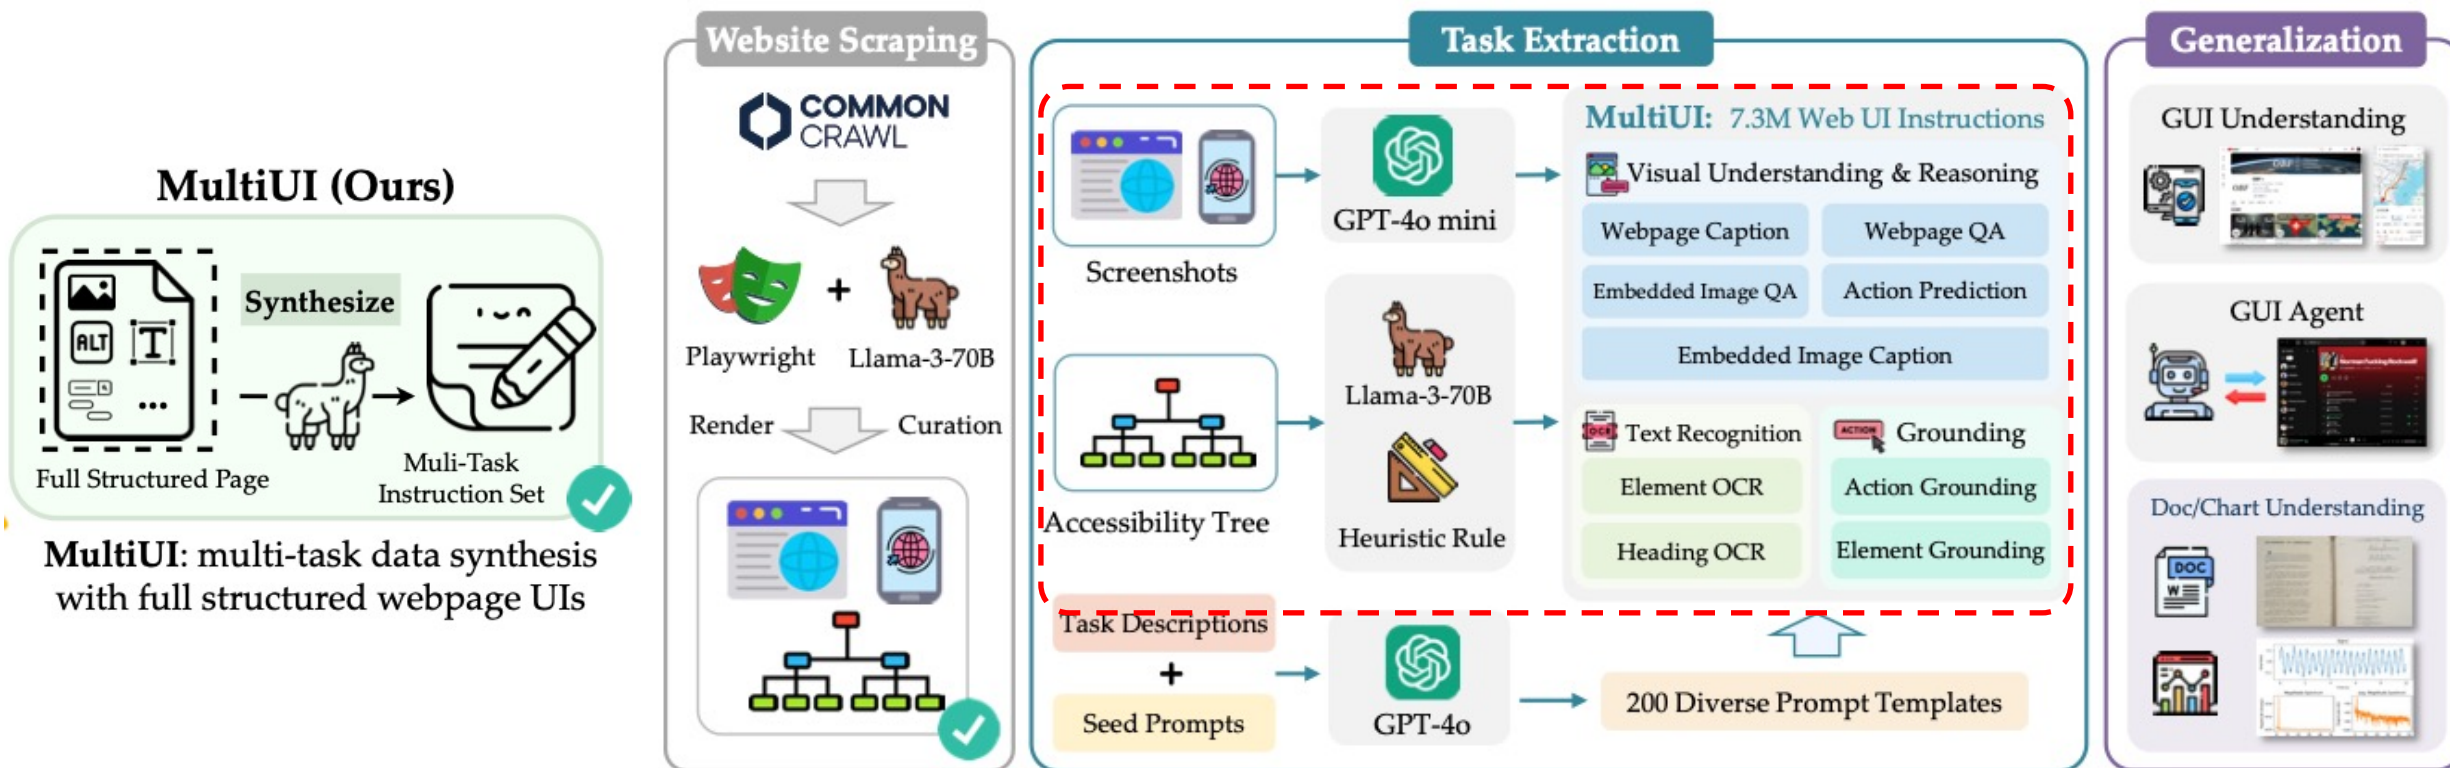 MultiUI (Ours)
ALT
T
Synthesize
...
Full Structured Page
Muli-Task
Instruction Set
MultiUI: multi-task data synthesis
with full structured webpage UIs
Website Scraping
COMMON
CRAWL
+
Playwright
Llama-3-70B
Render
Curation
Task Extraction
Screenshots
GPT-4o mini
Accessibility Tree
Llama-3-70B
Heuristic Rule
MultiUI: 7.3M Web UI Instructions
Visual Understanding & Reasoning
Webpage Caption
Webpage QA
Embedded Image QA
Action Prediction
Embedded Image Caption
OCR
Text Recognition
Element OCR
Heading OCR
ACTION
Grounding
Action Grounding
Element Grounding
Task Descriptions
+
Seed Prompts
GPT-4o
200 Diverse Prompt Templates
Generalization
GUI Understanding
GUI Agent
Doc/Chart Understanding
DOC
W